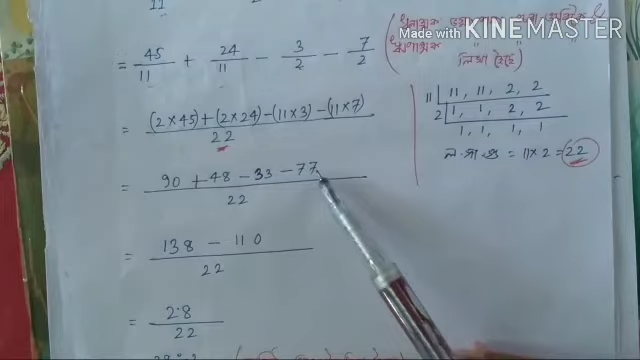 11
Made with KINEMASTER
= 45/11 + 24/11 - 3/2 - 7/2
লিখা হৈছে)
= (2×45)+(2×24)-(11×3)-(11×7)/22
11 | 11, 11, 2, 2
2 | 1, 1, 2, 2
1, 1, 1, 1
ল.সা.গু = 11×2 = 22
= 90 + 48 - 33 - 77/22
= 138 - 110/22
= 28/22